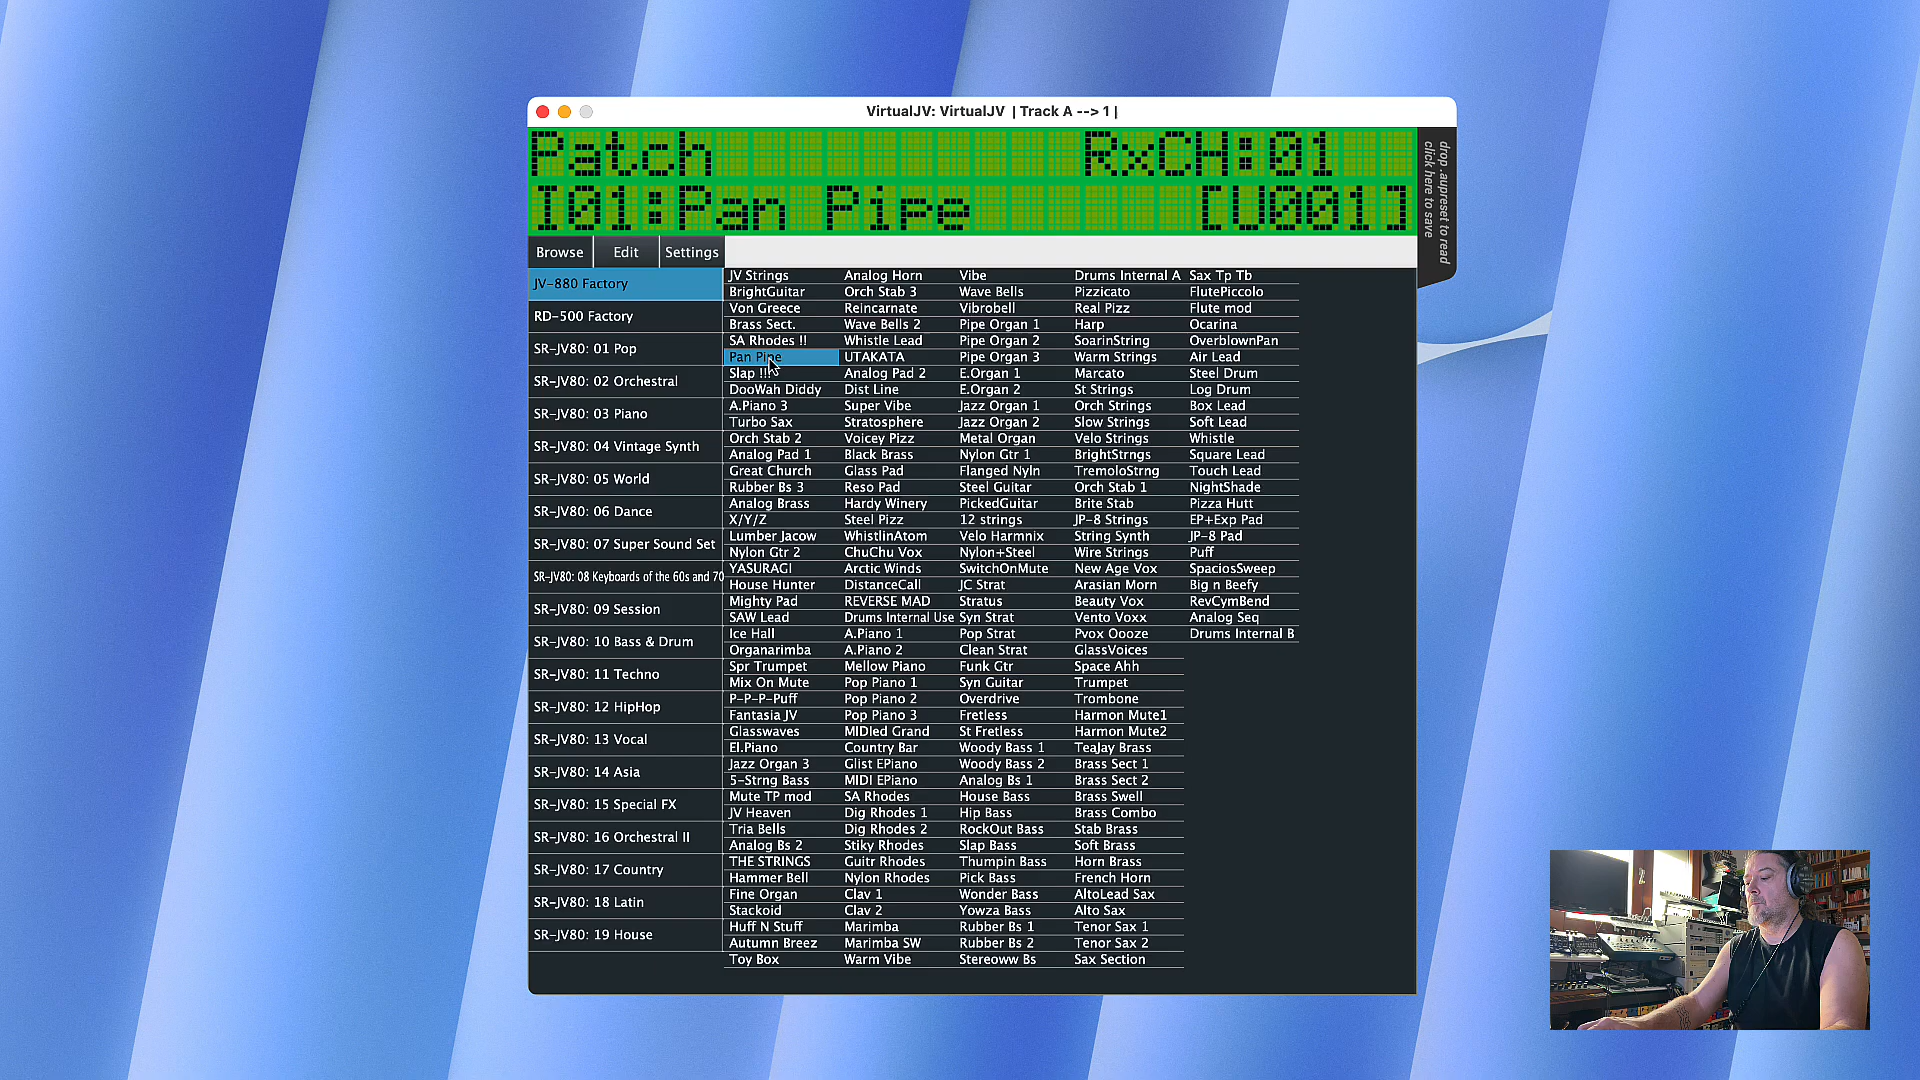 VirtualJV: VirtualJV | Track A --> 1 |
Patch RxCH:01
I01:Pan Pipe [U001]
drop .aupreset to read
click here to save
Browse Edit Settings
JV-880 Factory
RD-500 Factory
SR-JV80: 01 Pop
SR-JV80: 02 Orchestral
SR-JV80: 03 Piano
SR-JV80: 04 Vintage Synth
SR-JV80: 05 World
SR-JV80: 06 Dance
SR-JV80: 07 Super Sound Set
SR-JV80: 08 Keyboards of the 60s and 70
SR-JV80: 09 Session
SR-JV80: 10 Bass & Drum
SR-JV80: 11 Techno
SR-JV80: 12 HipHop
SR-JV80: 13 Vocal
SR-JV80: 14 Asia
SR-JV80: 15 Special FX
SR-JV80: 16 Orchestral II
SR-JV80: 17 Country
SR-JV80: 18 Latin
SR-JV80: 19 House
JV Strings
BrightGuitar
Von Greece
Brass Sect.
SA Rhodes !!
Pan Pipe
Slap !!!
DooWah Diddy
A.Piano 3
Turbo Sax
Orch Stab 2
Analog Pad 1
Great Church
Rubber Bs 3
Analog Brass
X/Y/Z
Lumber Jacow
Nylon Gtr 2
YASURAGI
House Hunter
Mighty Pad
SAW Lead
Ice Hall
Organarimba
Spr Trumpet
Mix On Mute
P-P-P-Puff
Fantasia JV
Glasswaves
El.Piano
Jazz Organ 3
5-Strng Bass
Mute TP mod
JV Heaven
Tria Bells
Analog Bs 2
THE STRINGS
Hammer Bell
Fine Organ
Stackoid
Huff N Stuff
Autumn Breez
Toy Box
Analog Horn
Orch Stab 3
Reincarnate
Wave Bells 2
Whistle Lead
UTAKATA
Analog Pad 2
Dist Line
Super Vibe
Stratosphere
Voicey Pizz
Black Brass
Glass Pad
Reso Pad
Hardy Winery
Steel Pizz
WhistlinAtom
ChuChu Vox
Arctic Winds
DistanceCall
REVERSE MAD
Drums Internal Use
A.Piano 1
A.Piano 2
Mellow Piano
Pop Piano 1
Pop Piano 2
Pop Piano 3
MIDIed Grand
Country Bar
Glist EPiano
MIDI EPiano
SA Rhodes
Dig Rhodes 1
Dig Rhodes 2
Stiky Rhodes
Guitr Rhodes
Nylon Rhodes
Clav 1
Clav 2
Marimba
Marimba SW
Warm Vibe
Vibe
Wave Bells
Vibrobell
Pipe Organ 1
Pipe Organ 2
Pipe Organ 3
E.Organ 1
E.Organ 2
Jazz Organ 1
Jazz Organ 2
Metal Organ
Nylon Gtr 1
Flanged Nyln
Steel Guitar
PickedGuitar
12 strings
Velo Harmnix
Nylon+Steel
SwitchOnMute
JC Strat
Stratus
Syn Strat
Pop Strat
Clean Strat
Funk Gtr
Syn Guitar
Overdrive
Fretless
St Fretless
Woody Bass 1
Woody Bass 2
Analog Bs 1
House Bass
Hip Bass
RockOut Bass
Slap Bass
Thumpin Bass
Pick Bass
Wonder Bass
Yowza Bass
Rubber Bs 1
Rubber Bs 2
Stereoww Bs
Drums Internal A
Pizzicato
Real Pizz
Harp
SoarinString
Warm Strings
Marcato
St Strings
Orch Strings
Slow Strings
Velo Strings
BrightStrngs
TremoloStrng
Orch Stab 1
Brite Stab
JP-8 Strings
String Synth
Wire Strings
New Age Vox
Arasian Morn
Beauty Vox
Vento Voxx
Pvox Oooze
GlassVoices
Space Ahh
Trumpet
Trombone
Harmon Mute1
Harmon Mute2
TeaJay Brass
Brass Sect 1
Brass Sect 2
Brass Swell
Brass Combo
Stab Brass
Soft Brass
Horn Brass
French Horn
AltoLead Sax
Alto Sax
Tenor Sax 1
Tenor Sax 2
Sax Section
Sax Tp Tb
FlutePiccolo
Flute mod
Ocarina
OverblownPan
Air Lead
Steel Drum
Log Drum
Box Lead
Soft Lead
Whistle
Square Lead
Touch Lead
NightShade
Pizza Hutt
EP+Exp Pad
JP-8 Pad
Puff
SpaciosSweep
Big n Beefy
RevCymBend
Analog Seq
Drums Internal B